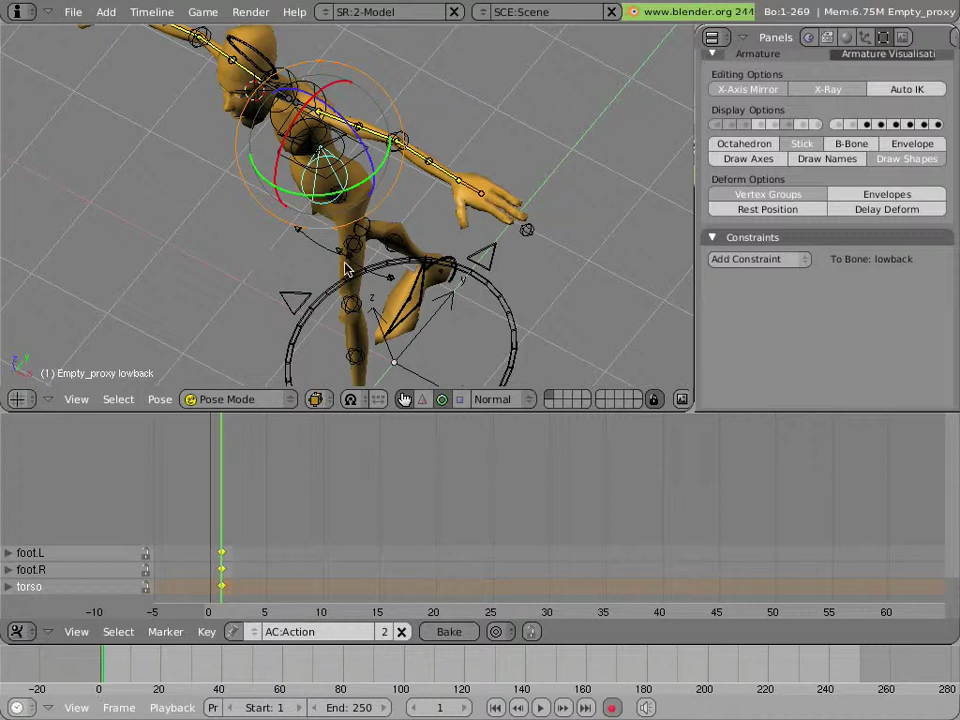 File Add Timeline Game Render Help SR:2-Model SCE:Scene www.blender.org 244 Bo:1-269 | Mem:6.75M Empty_proxy
Panels
Armature Armature Visualisati
Editing Options
X-Axis Mirror X-Ray Auto IK
Display Options
Octahedron Stick B-Bone Envelope
Draw Axes Draw Names Draw Shapes
Deform Options
Vertex Groups Envelopes
Rest Position Delay Deform
Constraints
Add Constraint To Bone: lowback
y
z
z y
x
(1) Empty_proxy lowback
View Select Pose Pose Mode Normal
foot.L
foot.R
torso
-10 -5 0 5 10 15 20 25 30 35 40 45 50 55 60
View Select Marker Key AC:Action 2 Bake
-20 0 20 40 60 80 100 120 140 160 180 200 220 240 260 280
View Frame Playback Pr Start: 1 End: 250 1